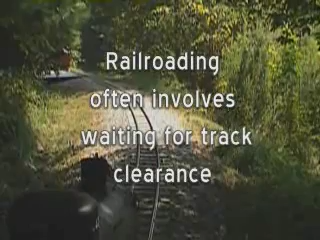 Railroading
often involves
waiting for track
clearance